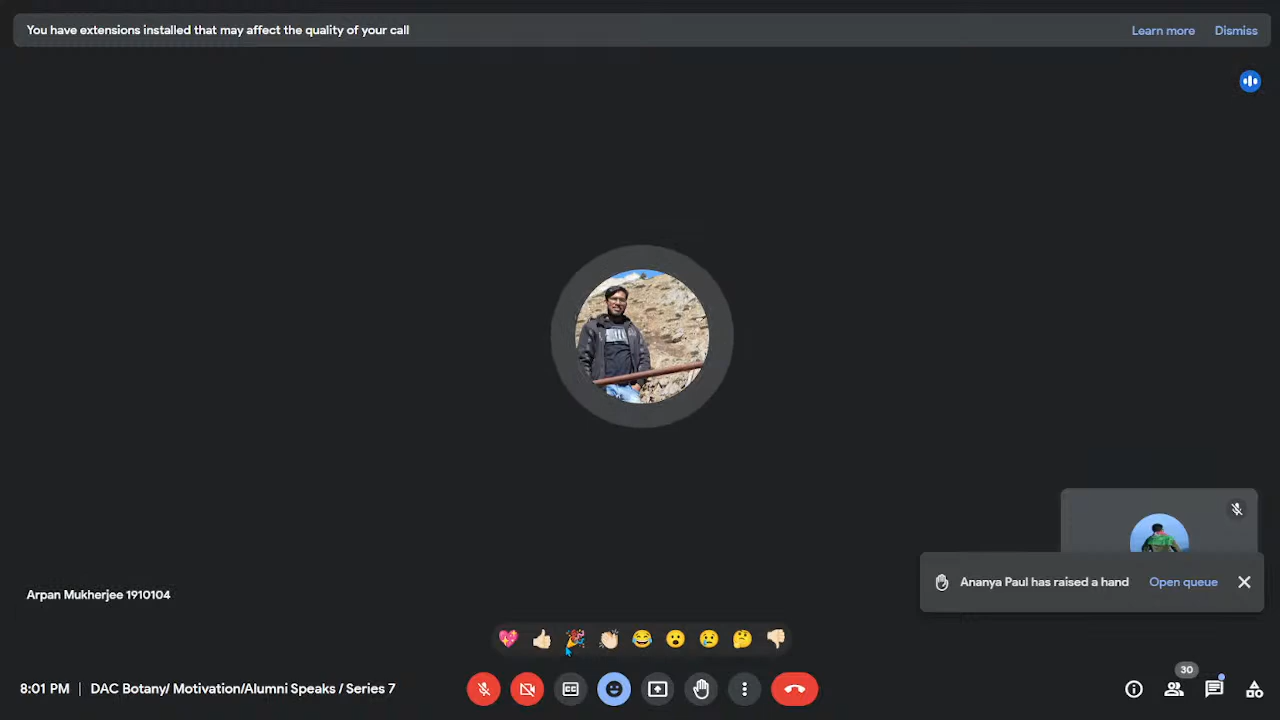 You have extensions installed that may affect the quality of your call
Learn more
Dismiss
Arpan Mukherjee 1910104
Ananya Paul has raised a hand
Open queue
8:01 PM | DAC Botany/ Motivation/Alumni Speaks / Series 7
CC
30